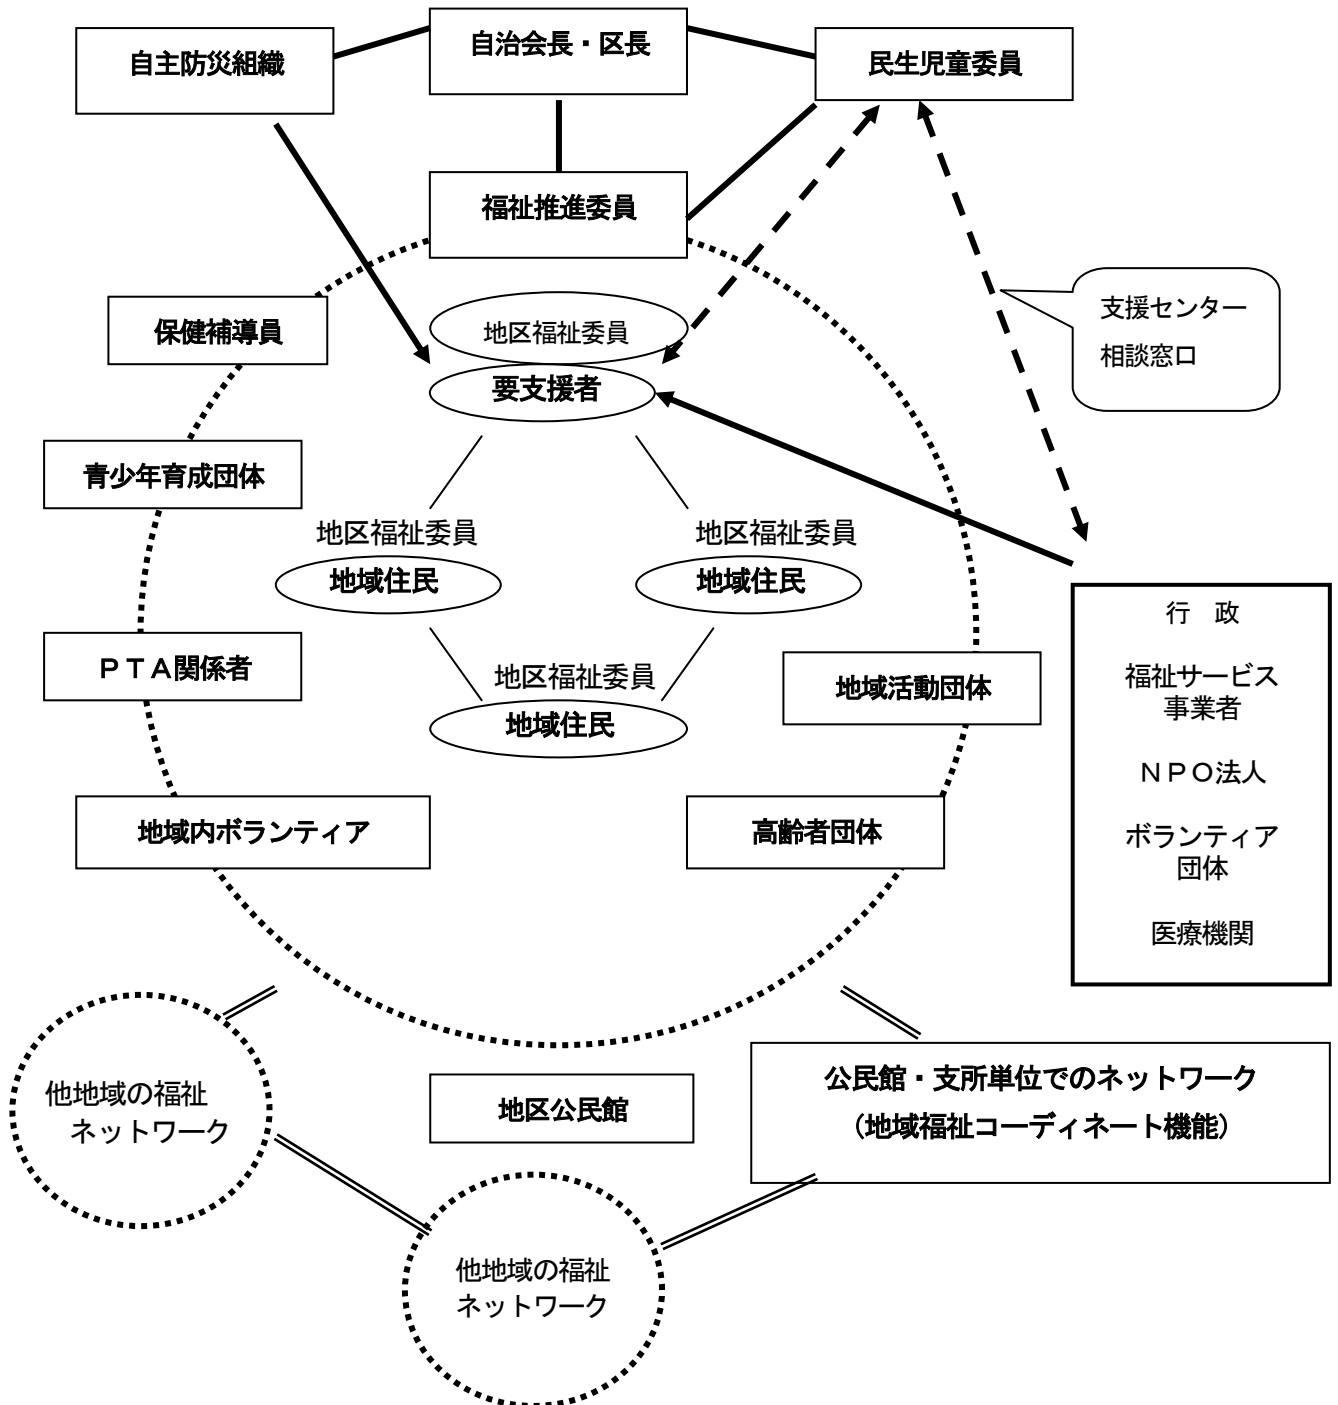 自治会長・区長
自主防災組織
民生児童委員
福祉推進委員
支援センター
相談窓口
保健補導員
地区福祉委員
要支援者
青少年育成団体
地区福祉委員
地域住民
地区福祉委員
地域住民
行　政
福祉サービス
事業者
ＮＰＯ法人
ボランティア
団体
医療機関
ＰＴＡ関係者
地区福祉委員
地域住民
地域活動団体
地域内ボランティア
高齢者団体
他地域の福祉
ネットワーク
地区公民館
公民館・支所単位でのネットワーク
（地域福祉コーディネート機能）
他地域の福祉
ネットワーク